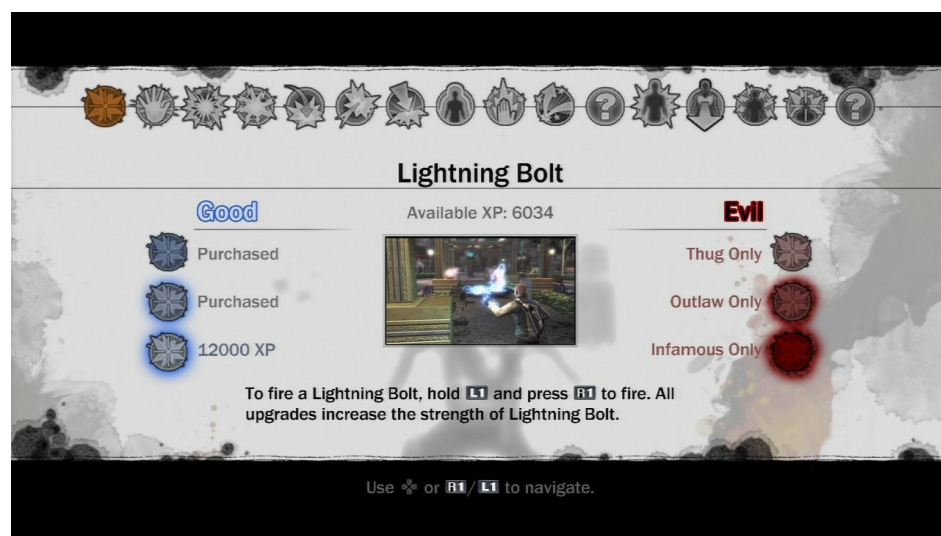 ? ?
Lightning Bolt
Good Available XP: 6034 Evil
Purchased Thug Only
Purchased Outlaw Only
12000 XP Infamous Only
To fire a Lightning Bolt, hold L1 and press R1 to fire. All
upgrades increase the strength of Lightning Bolt.
Use or R1/L1 to navigate.